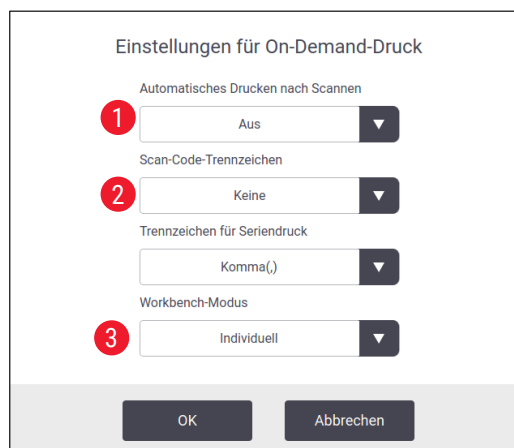 Einstellungen für On-Demand-Druck
Automatisches Drucken nach Scannen
1
Aus
Scan-Code-Trennzeichen
2
Keine
Trennzeichen für Seriendruck
Komma(,)
Workbench-Modus
3
Individuell
OK
Abbrechen